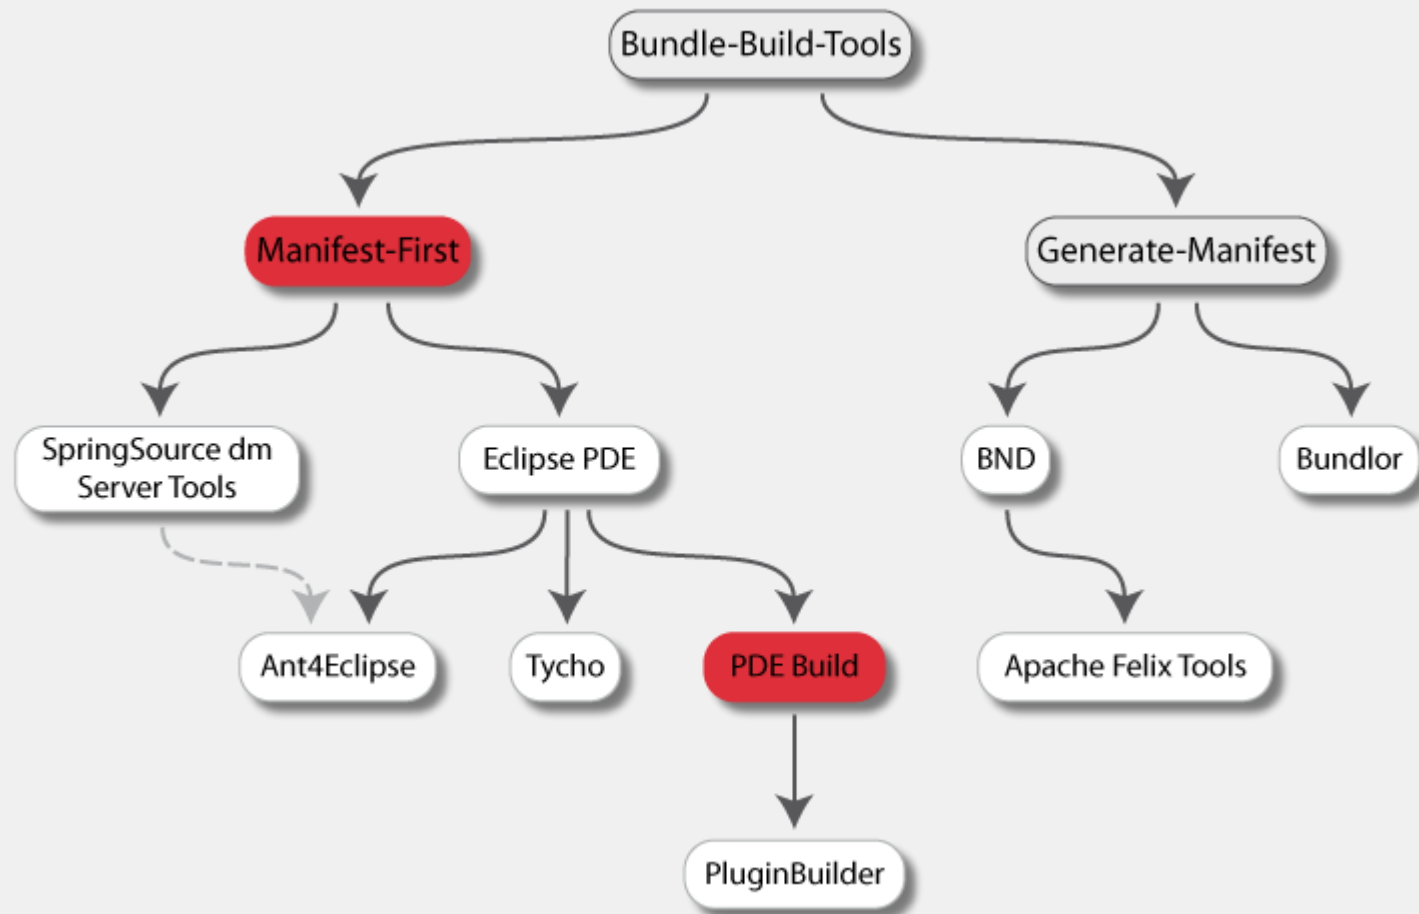 Bundle-Build-Tools
Manifest-First
Generate-Manifest
SpringSource dm
Server Tools
Eclipse PDE
BND
Bundlor
Ant4Eclipse
Tycho
PDE Build
Apache Felix Tools
PluginBuilder